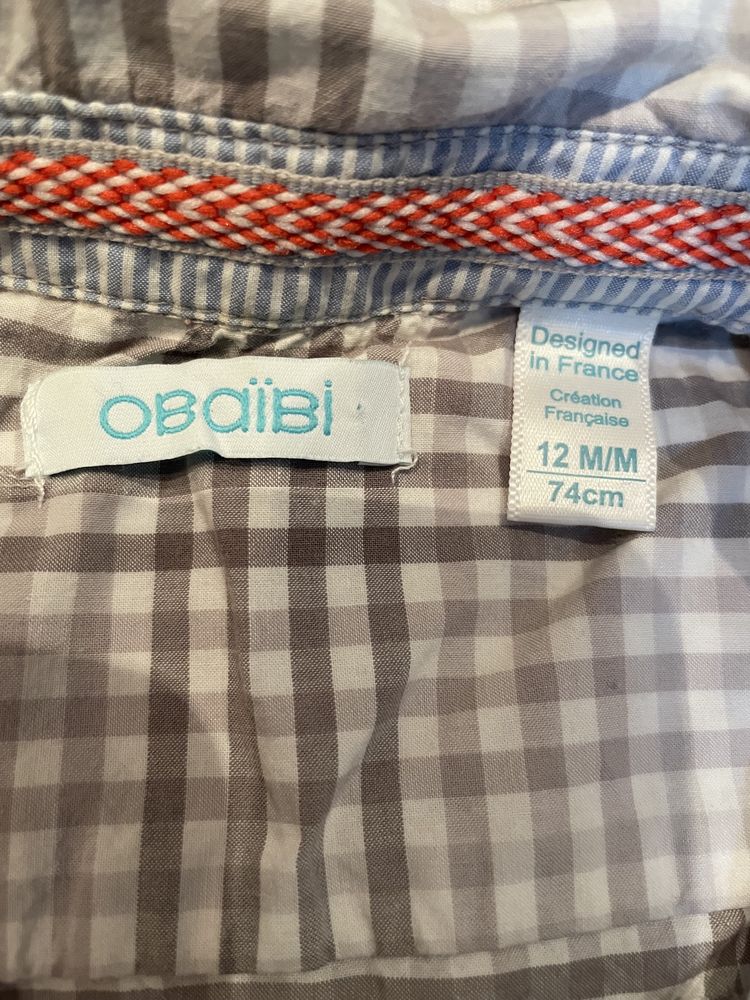 OBaïBi
Designed
in France
Création
Française
12 M/M
74cm